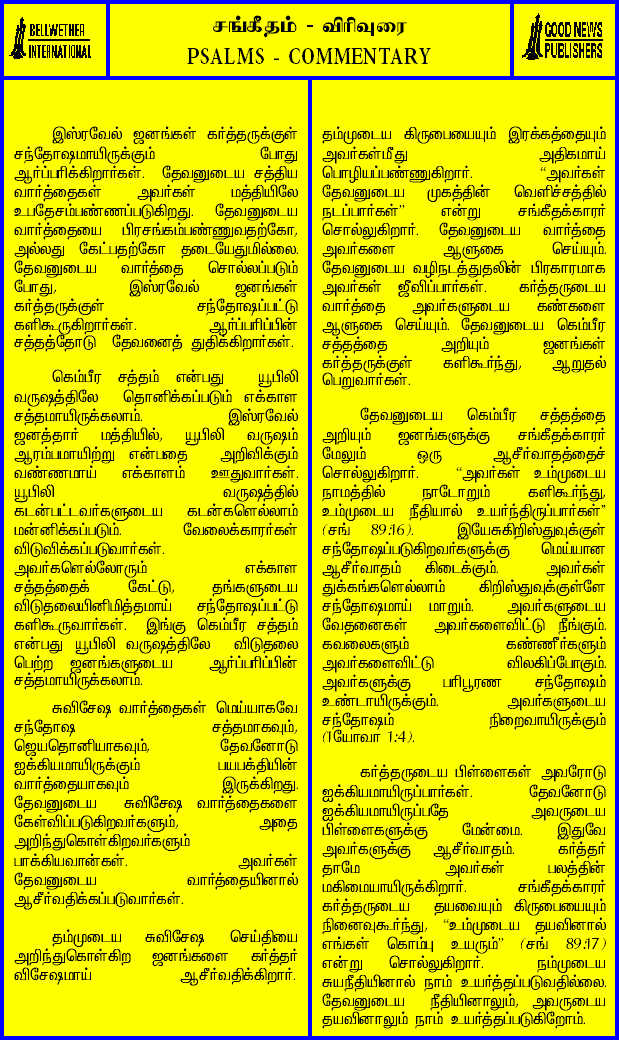 BELLWETHER
INTERNATIONAL
சங்கீதம் - விரிவுரை
PSALMS - COMMENTARY
GOOD NEWS
PUBLISHERS
இஸ்ரவேல் ஜனங்கள் கர்த்தருக்குள்
சந்தோஷமாயிருக்கும் போது
ஆர்ப்பரிக்கிறார்கள். தேவனுடைய சத்திய
வார்த்தைகள் அவர்கள் மத்தியிலே
உபதேசம்பண்ணப்படுகிறது. தேவனுடைய
வார்த்தையை பிரசங்கம்பண்ணுவதற்கோ,
அல்லது கேட்பதற்கோ தடையேதுமில்லை.
தேவனுடைய வார்த்தை சொல்லப்படும்
போது, இஸ்ரவேல் ஜனங்கள்
கர்த்தருக்குள் சந்தோஷப்பட்டு
களிகூருகிறார்கள். ஆர்ப்பரிப்பின்
சத்தத்தோடு தேவனைத் துதிக்கிறார்கள்.
கெம்பீர சத்தம் என்பது யூபிலி
வருஷத்திலே தொனிக்கப்படும் எக்காள
சத்தமாயிருக்கலாம். இஸ்ரவேல்
ஜனத்தார் மத்தியில், யூபிலி வருஷம்
ஆரம்பமாயிற்று என்பதை அறிவிக்கும்
வண்ணமாய் எக்காளம் ஊதுவார்கள்.
யூபிலி வருஷத்தில்
கடன்பட்டவர்களுடைய கடன்களெல்லாம்
மன்னிக்கப்படும். வேலைக்காரர்கள்
விடுவிக்கப்படுவார்கள்.
அவர்களெல்லோரும் எக்காள
சத்தத்தைக் கேட்டு, தங்களுடைய
விடுதலையினிமித்தமாய் சந்தோஷப்பட்டு
களிகூருவார்கள். இங்கு கெம்பீர சத்தம்
என்பது யூபிலி வருஷத்திலே விடுதலை
பெற்ற ஜனங்களுடைய ஆர்ப்பரிப்பின்
சத்தமாயிருக்கலாம்.
சுவிசேஷ வார்த்தைகள் மெய்யாகவே
சந்தோஷ சத்தமாகவும்,
ஜெயதொனியாகவும், தேவனோடு
ஐக்கியமாயிருக்கும் பயபக்தியின்
வார்த்தையாகவும் இருக்கிறது.
தேவனுடைய சுவிசேஷ வார்த்தைகளை
கேள்விப்படுகிறவர்களும், அதை
அறிந்துகொள்கிறவர்களும்
பாக்கியவான்கள். அவர்கள்
தேவனுடைய வார்த்தையினால்
ஆசீர்வதிக்கப்படுவார்கள்.
தம்முடைய சுவிசேஷ செய்தியை
அறிந்துகொள்கிற ஜனங்களை கர்த்தர்
விசேஷமாய் ஆசீர்வதிக்கிறார்.
தம்முடைய கிருபையையும் இரக்கத்தையும்
அவர்கள்மீது அதிகமாய்
பொழியப்பண்ணுகிறார். “அவர்கள்
தேவனுடைய முகத்தின் வெளிச்சத்தில்
நடப்பார்கள்” என்று சங்கீதக்காரர்
சொல்லுகிறார். தேவனுடைய வார்த்தை
அவர்களை ஆளுகை செய்யும்.
தேவனுடைய வழிநடத்துதலின் பிரகாரமாக
அவர்கள் ஜீவிப்பார்கள். கர்த்தருடைய
வார்த்தை அவர்களுடைய கண்களை
ஆளுகை செய்யும். தேவனுடைய கெம்பீர
சத்தத்தை அறியும் ஜனங்கள்
கர்த்தருக்குள் களிகூர்ந்து, ஆறுதல்
பெறுவார்கள்.
தேவனுடைய கெம்பீர சத்தத்தை
அறியும் ஜனங்களுக்கு சங்கீதக்காரர்
மேலும் ஒரு ஆசீர்வாதத்தைச்
சொல்லுகிறார். “அவர்கள் உம்முடைய
நாமத்தில் நாடோறும் களிகூர்ந்து,
உம்முடைய நீதியால் உயர்ந்திருப்பார்கள்”
(சங் 89:16). இயேசுகிறிஸ்துவுக்குள்
சந்தோஷப்படுகிறவர்களுக்கு மெய்யான
ஆசீர்வாதம் கிடைக்கும். அவர்கள்
துக்கங்களெல்லாம் கிறிஸ்துவுக்குள்ளே
சந்தோஷமாய் மாறும். அவர்களுடைய
வேதனைகள் அவர்களைவிட்டு நீங்கும்.
கவலைகளும் கண்ணீர்களும்
அவர்களைவிட்டு விலகிப்போகும்.
அவர்களுக்கு பரிபூரண சந்தோஷம்
உண்டாயிருக்கும். அவர்களுடைய
சந்தோஷம் நிறைவாயிருக்கும்
(1யோவா 1:4).
கர்த்தருடைய பிள்ளைகள் அவரோடு
ஐக்கியமாயிருப்பார்கள். தேவனோடு
ஐக்கியமாயிருப்பதே அவருடைய
பிள்ளைகளுக்கு மேன்மை. இதுவே
அவர்களுக்கு ஆசீர்வாதம். கர்த்தர்
தாமே அவர்கள் பலத்தின்
மகிமையாயிருக்கிறார். சங்கீதக்காரர்
கர்த்தருடைய தயவையும் கிருபையையும்
நினைவுகூர்ந்து, “உம்முடைய தயவினால்
எங்கள் கொம்பு உயரும்” (சங் 89:17)
என்று சொல்லுகிறார். நம்முடைய
சுயநீதியினால் நாம் உயர்த்தப்படுவதில்லை.
தேவனுடைய நீதியினாலும், அவருடைய
தயவினாலும் நாம் உயர்த்தப்படுகிறோம்.